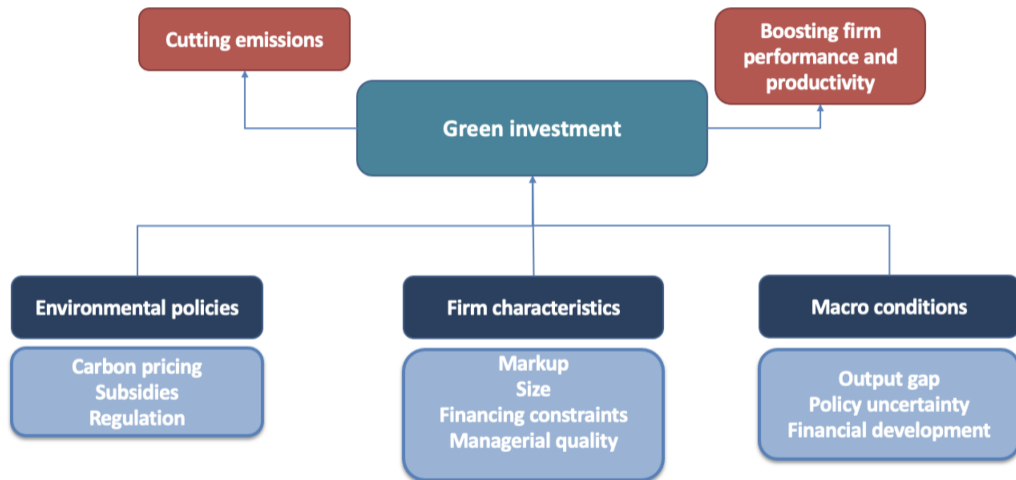 Cutting emissions
Boosting firm
performance and
productivity
Green investment
Environmental policies
Carbon pricing
Subsidies
Regulation
Firm characteristics
Markup
Size
Financing constraints
Managerial quality
Macro conditions
Output gap
Policy uncertainty
Financial development